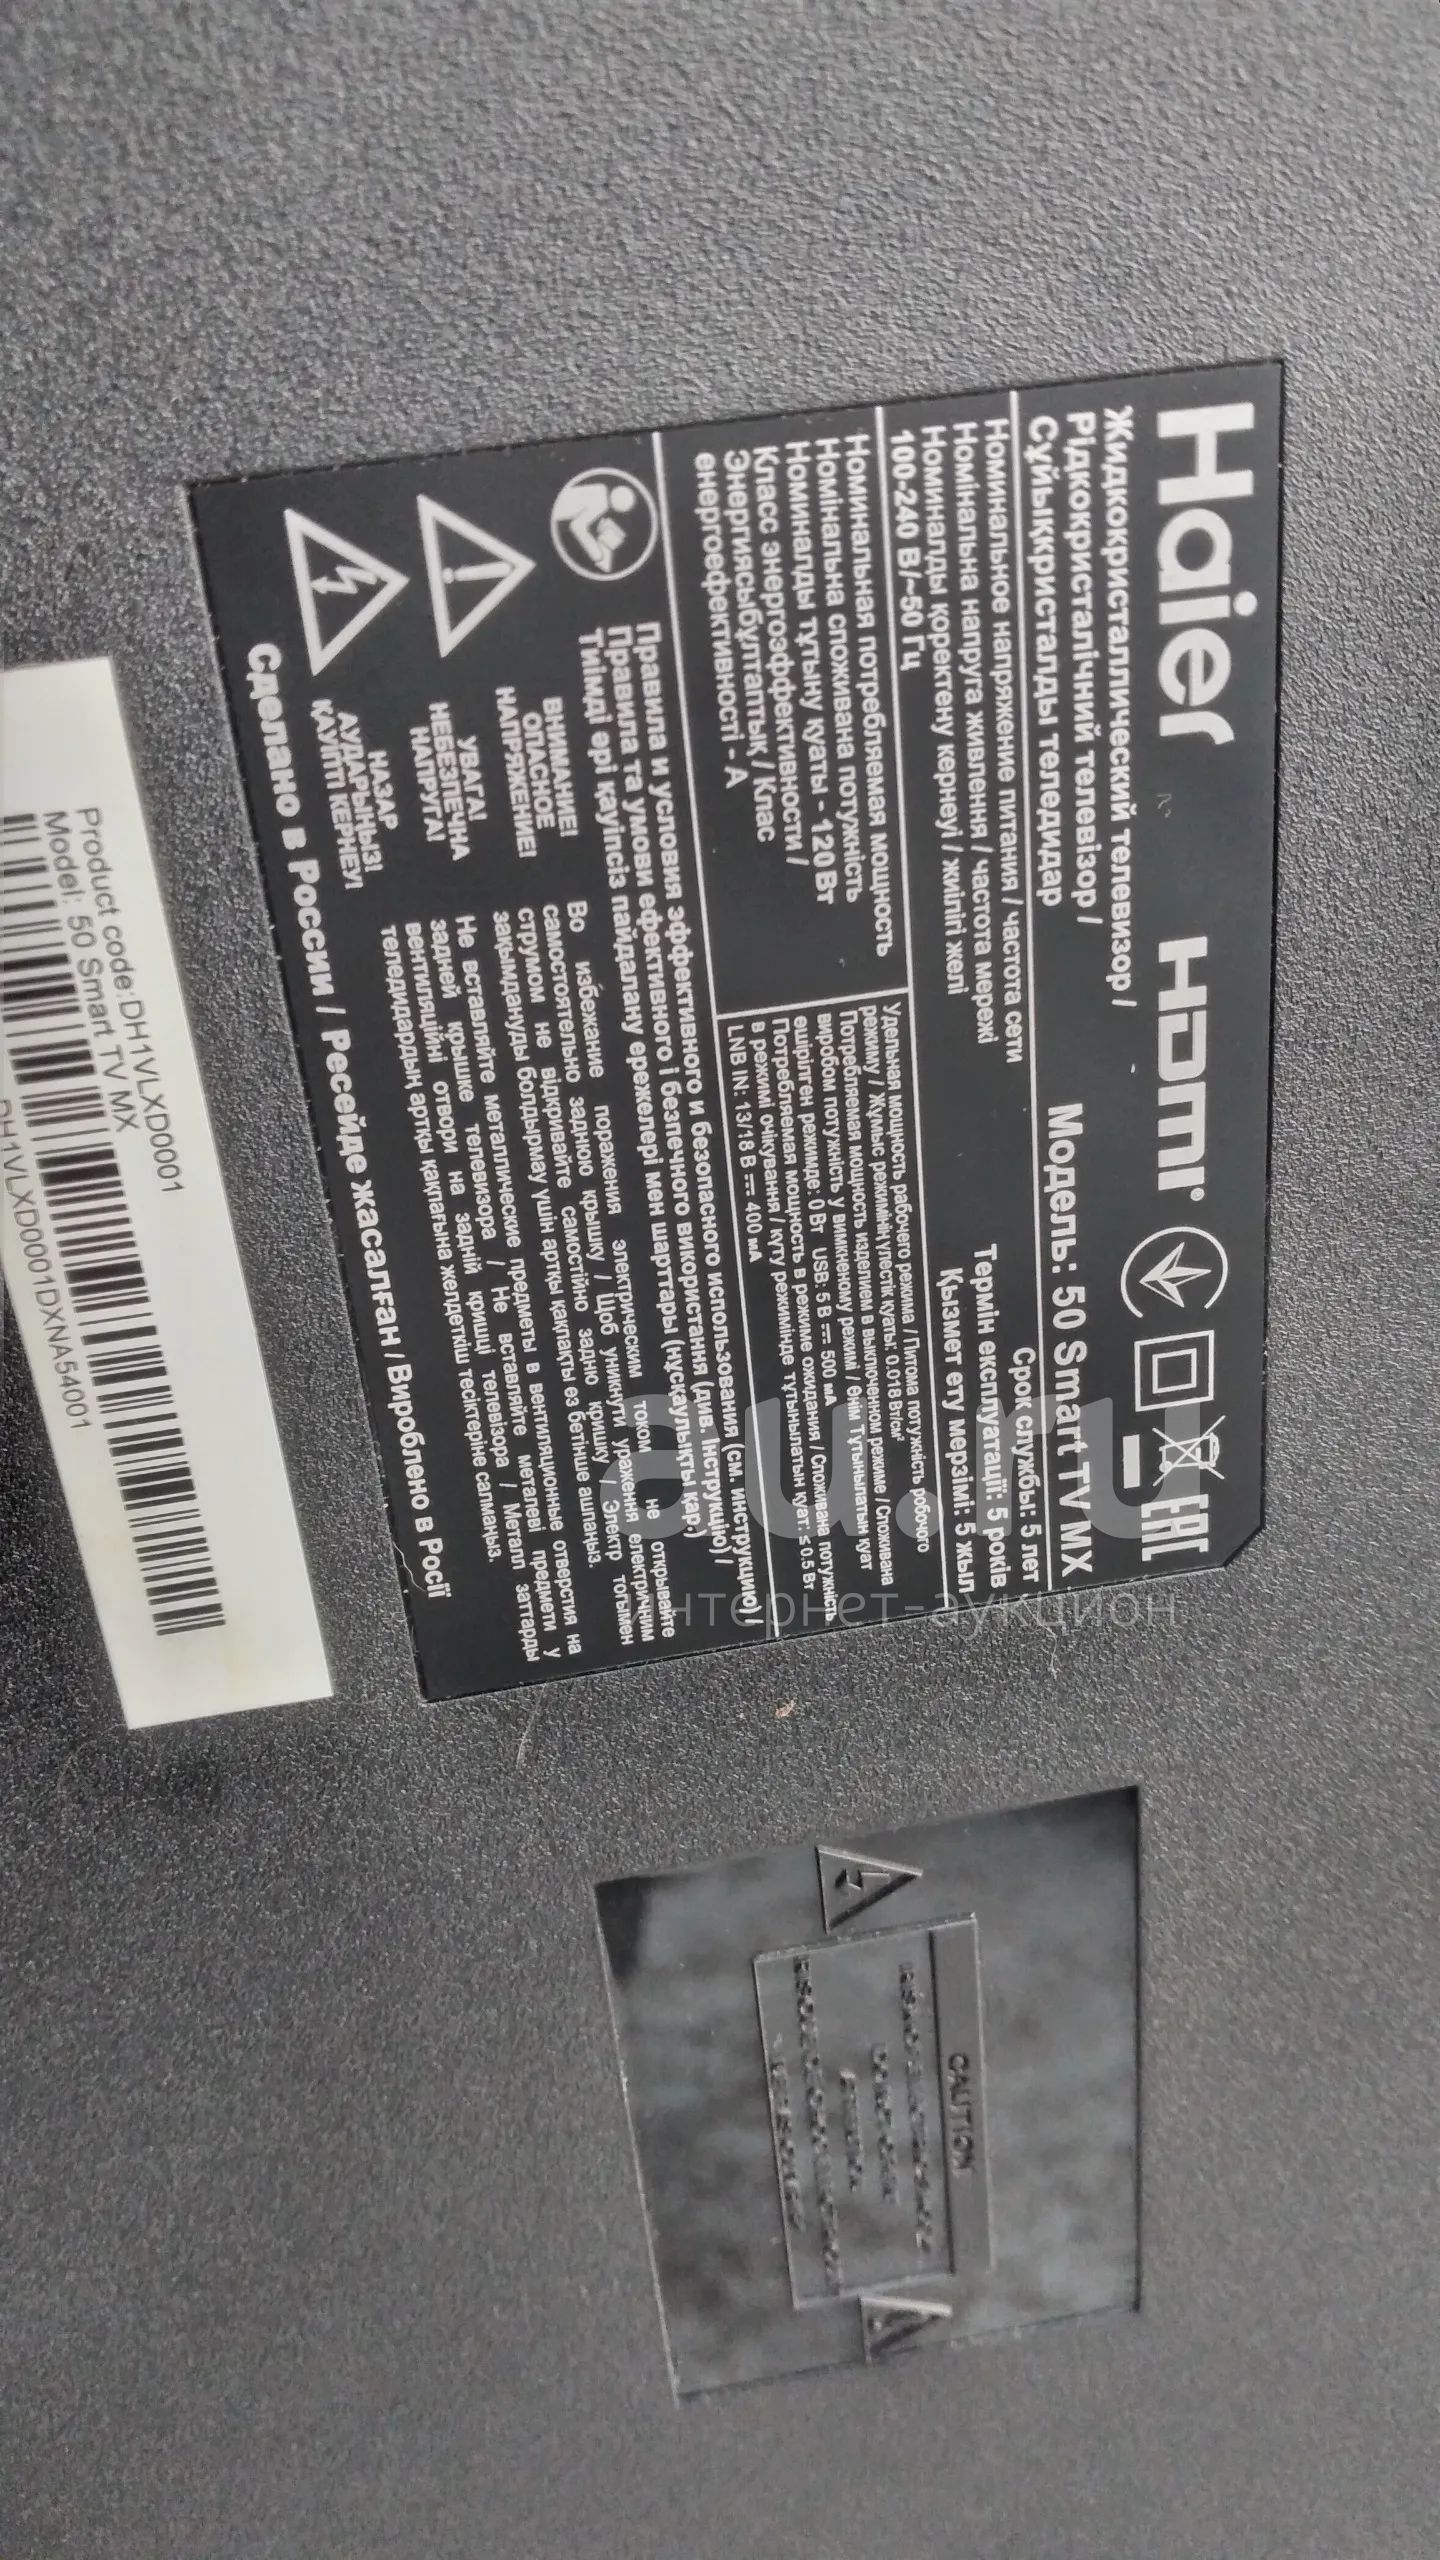 Haier HDMI
EAC
Жидкокристаллический телевизор /
Рідкокристалічний телевізор /
Сұйыққристалды теледидар
Модель: 50 Smart TV MX
Номинальное напряжение питания / частота сети
Номінальна напруга живлення / частота мережі
Номиналды қоректену кернеуі / жиілігі желі
100-240 В/~50 Гц
Срок службы: 5 лет
Термін експлуатації: 5 років
Қызмет ету мерзімі: 5 жыл
Номинальная потребляемая мощность
Номінальна споживана потужність
Номиналды тұтыну қуаты - 120 Вт
Класс энергоэффективности /
Энергиясыбұлтаптық / Клас
енергоефективності - А
Удельная мощность рабочего режима / Питома потужність робочого
режиму / Жұмыс режимінің үлестік қуаты: 0.018 Вт/см²
Потребляемая мощность изделием в выключенном режиме / Споживана
виробом потужність у вимкненому режимі / Өнім Тұтынылатын қуат
өшірілген режимде: 0 Вт USB: 5 В ⎓ 500 мА
Потребляемая мощность в режиме ожидания / Споживана потужність
в режимі очікування / күту режимінде тұтынылатын қуат: ≤ 0.5 Вт
LNB IN: 13/18 В ⎓ 400 мА
Правила и условия эффективного и безопасного использования (см. инструкцию) /
Правила та умови ефективного і безпечного використання (див. Інструкцію) /
Тиімді ері қауіпсіз пайдалану ережелері мен шарттары (нұсқаулықты қар.)
ВНИМАНИЕ!
ОПАСНОЕ
НАПРЯЖЕНИЕ!
УВАГА!
НЕБЕЗПЕЧНА
НАПРУГА!
НАЗАР
АУДАРЫҢЫЗ!
ҚАУІПТІ КЕРНЕУ!
Во избежание поражения электрическим током не открывайте
самостоятельно заднюю крышку / Щоб уникнути ураження електричним
струмом не відкривайте самостійно задню кришку / Электр тоғымен
зақымдануды болдырмау үшін артқы қақпақты өз бетінше ашпаңыз.
Не вставляйте металлические предметы в вентиляционные отверстия на
задней крышке телевизора / Не вставляйте металеві предмети у
вентиляційні отвори на задній кришці телевізора / Металл заттарды
теледидардың артқы қақпағына желдеткіш тесіктеріне салмаңыз.
Сделано в России / Ресейде жасалған / Вироблено в Росії
Product code:DH1VLXD0001
Model: 50 Smart TV MX
DH1VLXD0001DXNA54001
CAUTION
au.ru
интернет-аукцион